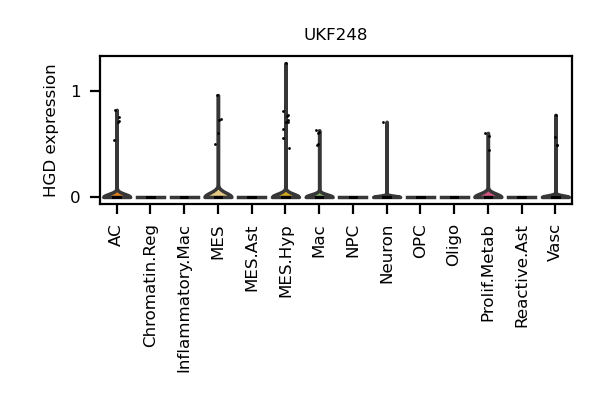 UKF248
HGD expression
1
0
AC
Chromatin.Reg
Inflammatory.Mac
MES
MES.Ast
MES.Hyp
Mac
NPC
Neuron
OPC
Oligo
Prolif.Metab
Reactive.Ast
Vasc